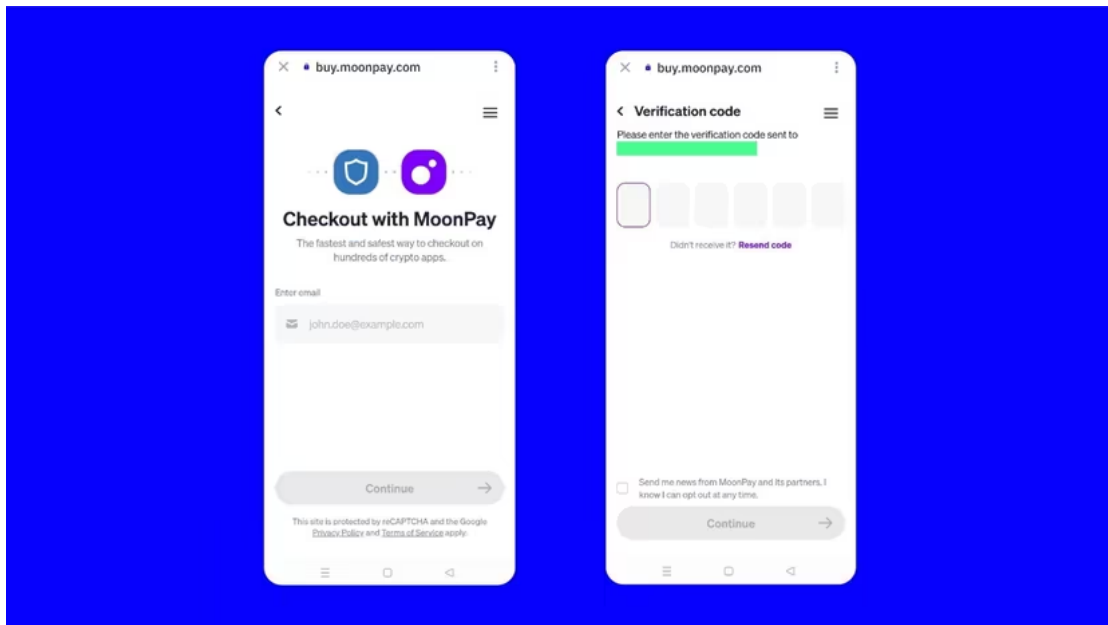 buy.moonpay.com
Checkout with MoonPay
The fastest and safest way to checkout on
hundreds of crypto apps.
Enter email
john.doe@example.com
Continue
This site is protected by reCAPTCHA and the Google
Privacy Policy and Terms of Service apply.
buy.moonpay.com
Verification code
Please enter the verification code sent to
Didn't receive it? Resend code
Send me news from MoonPay and its partners. I
know I can opt out at any time.
Continue